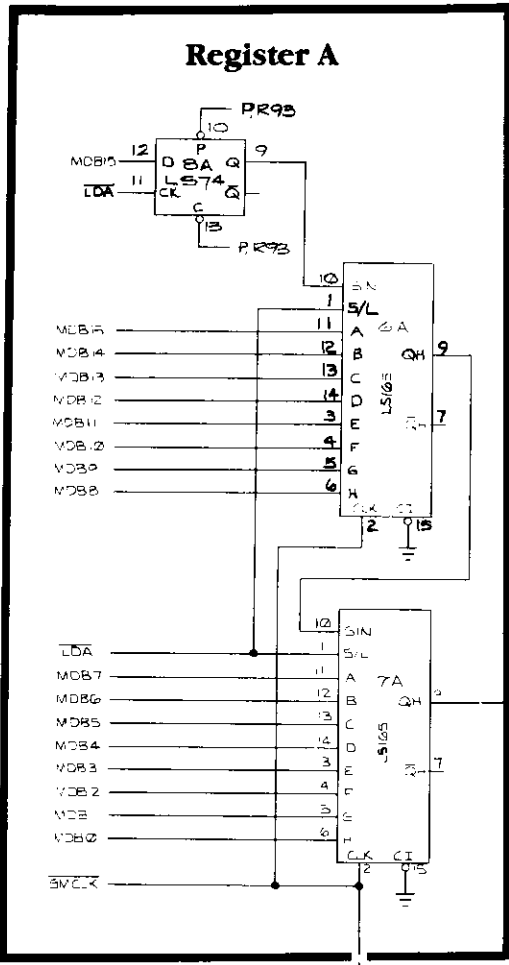 Register A
P,R93
10
12 P 9
MDB15 D 8A Q
11 LS74
LDA CK Q
C
13
P,R93
10 SIN
1 S/L
MDB15 11 A 6A
MDB14 12 B QH 9
MDB13 13 C
MDB12 14 D LS165
MDB11 3 E 7
MDB10 4 F
MDB9 5 G
MDB8 6 H
CLK CI
2 15
10 SIN
LDA 1 S/L
MDB7 11 A 7A
MDB6 12 B QH
MDB5 13 C
MDB4 14 D LS165
MDB3 3 E 7
MDB2 4 F
MDB 5 G
MDB0 6 H
CLK CI
SMCLK 2 15